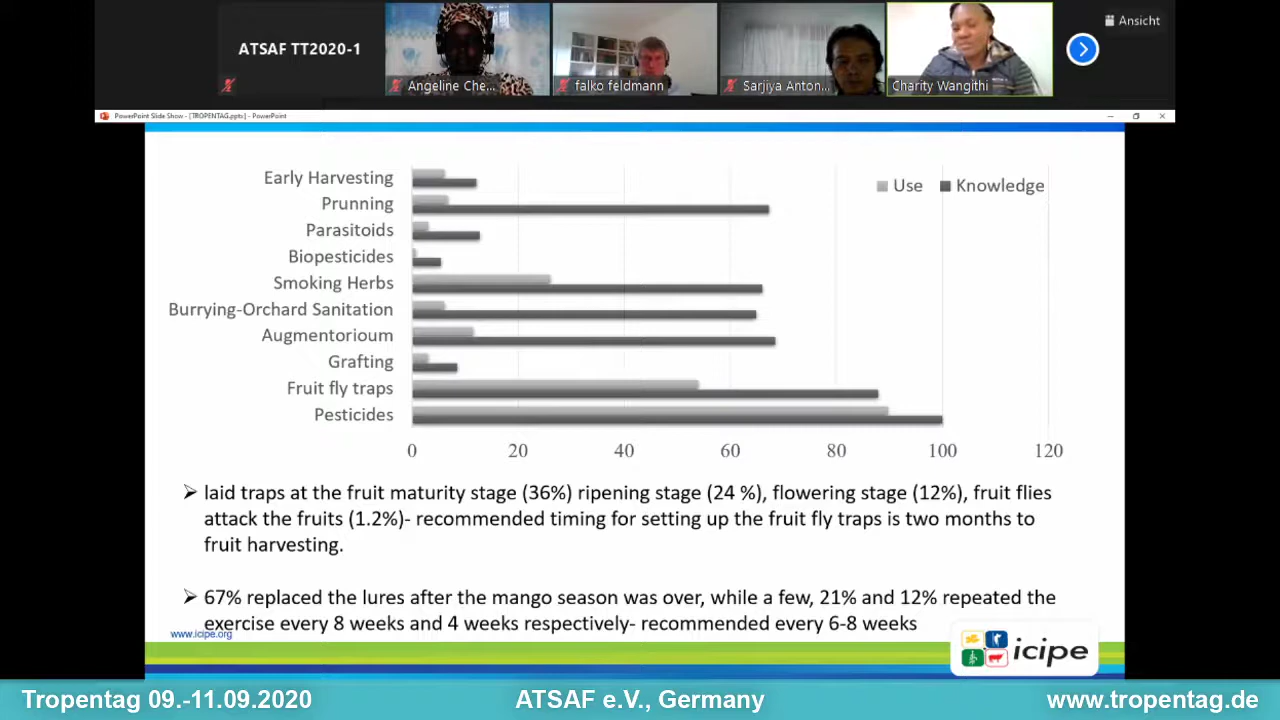 ATSAF TT2020-1
Angeline Che...
falko feldmann
Sarjiya Anton...
Charity Wangithi
Ansicht
PowerPoint Slide Show - [TROPENTAG.pptx] - PowerPoint
Use
Knowledge
Early Harvesting
Prunning
Parasitoids
Biopesticides
Smoking Herbs
Burrying-Orchard Sanitation
Augmentorioum
Grafting
Fruit fly traps
Pesticides
0 20 40 60 80 100 120
➢ laid traps at the fruit maturity stage (36%) ripening stage (24 %), flowering stage (12%), fruit flies
attack the fruits (1.2%)- recommended timing for setting up the fruit fly traps is two months to
fruit harvesting.
➢ 67% replaced the lures after the mango season was over, while a few, 21% and 12% repeated the
exercise every 8 weeks and 4 weeks respectively- recommended every 6-8 weeks
www.icipe.org
icipe
Tropentag 09.-11.09.2020
ATSAF e.V., Germany
www.tropentag.de